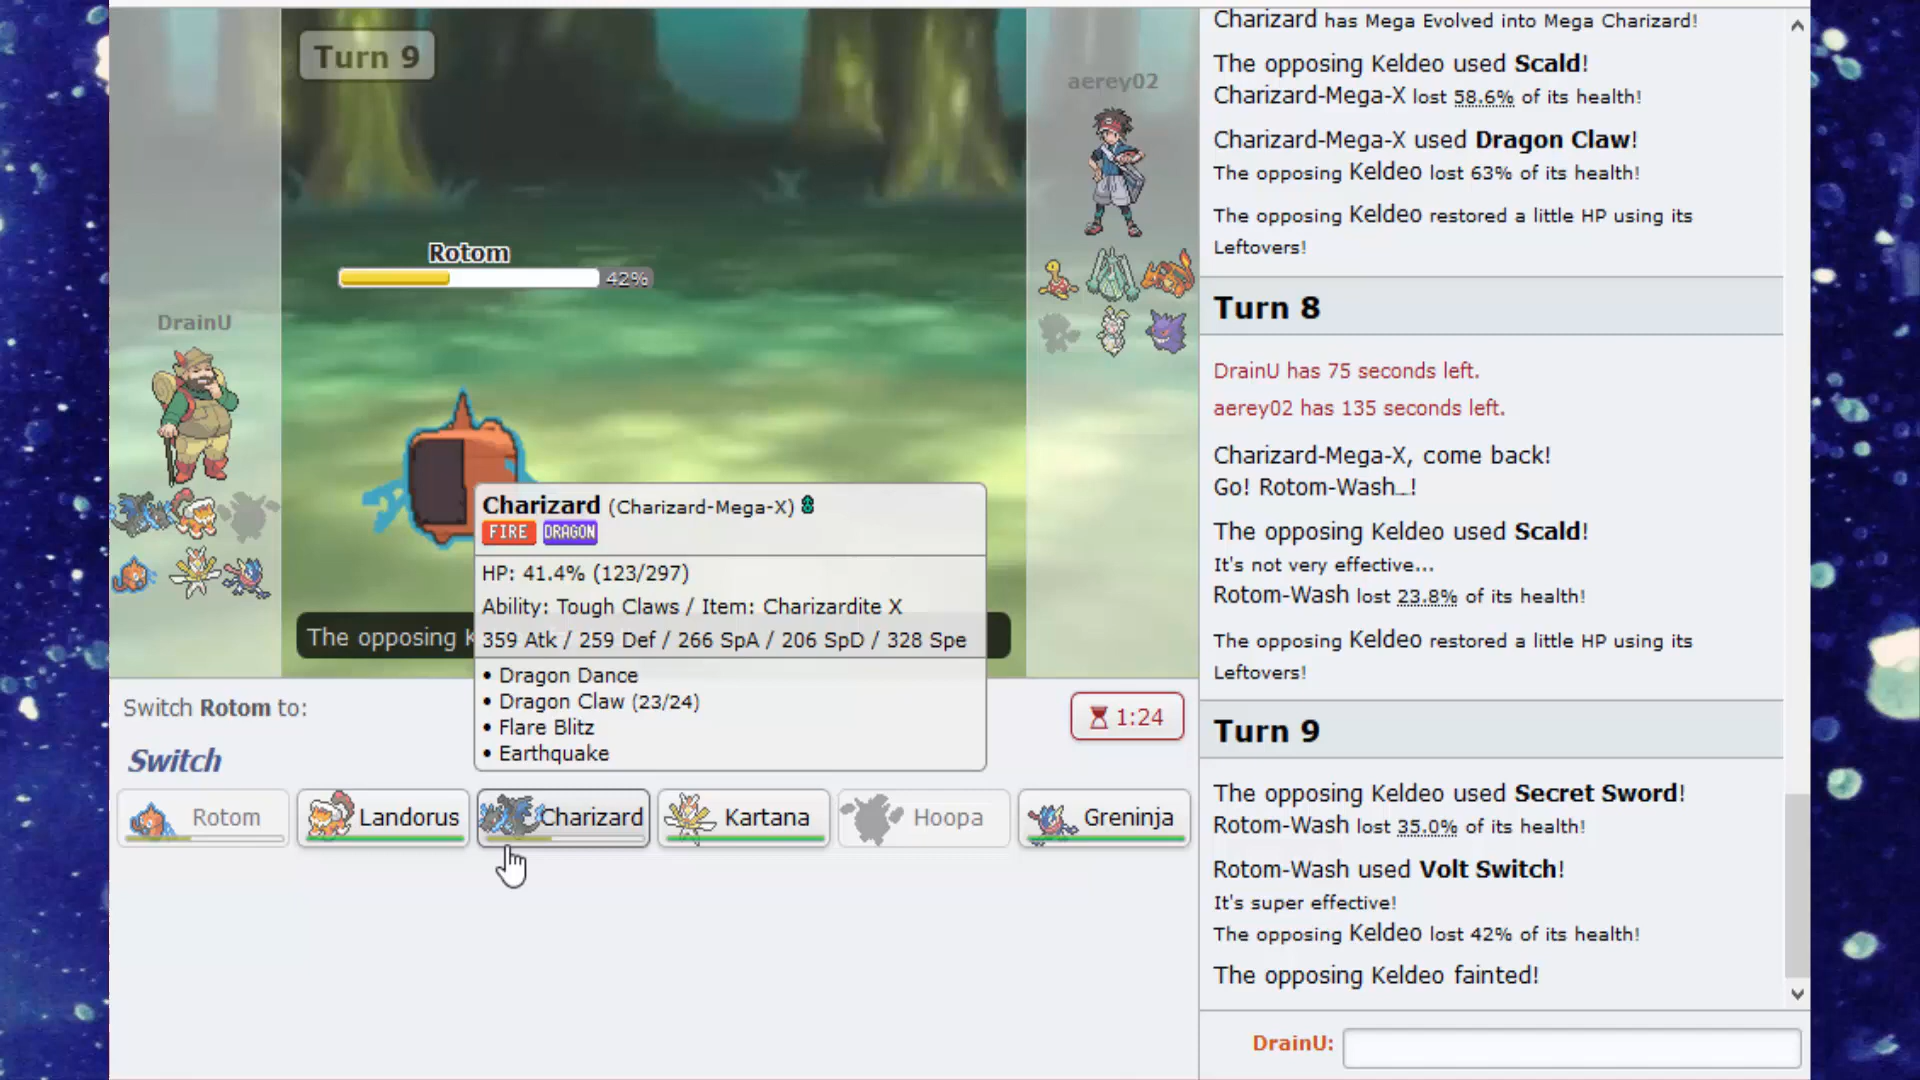 Turn 9
aerey02
Rotom
42%
DrainU
The opposing K
Charizard (Charizard-Mega-X)
FIRE DRAGON
HP: 41.4% (123/297)
Ability: Tough Claws / Item: Charizardite X
359 Atk / 259 Def / 266 SpA / 206 SpD / 328 Spe
• Dragon Dance
• Dragon Claw (23/24)
• Flare Blitz
• Earthquake
Switch Rotom to:
1:24
Switch
Rotom
Landorus
Charizard
Kartana
Hoopa
Greninja
Charizard has Mega Evolved into Mega Charizard!
The opposing Keldeo used Scald!
Charizard-Mega-X lost 58.6% of its health!
Charizard-Mega-X used Dragon Claw!
The opposing Keldeo lost 63% of its health!
The opposing Keldeo restored a little HP using its
Leftovers!
Turn 8
DrainU has 75 seconds left.
aerey02 has 135 seconds left.
Charizard-Mega-X, come back!
Go! Rotom-Wash!
The opposing Keldeo used Scald!
It's not very effective...
Rotom-Wash lost 23.8% of its health!
The opposing Keldeo restored a little HP using its
Leftovers!
Turn 9
The opposing Keldeo used Secret Sword!
Rotom-Wash lost 35.0% of its health!
Rotom-Wash used Volt Switch!
It's super effective!
The opposing Keldeo lost 42% of its health!
The opposing Keldeo fainted!
DrainU: